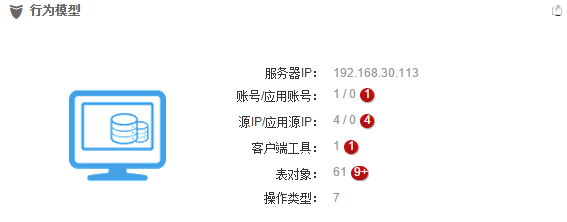 行为模型
服务器IP： 192.168.30.113
账号/应用账号： 1 / 0 1
源IP/应用源IP： 4 / 0 4
客户端工具： 1 1
表对象： 61 9+
操作类型： 7